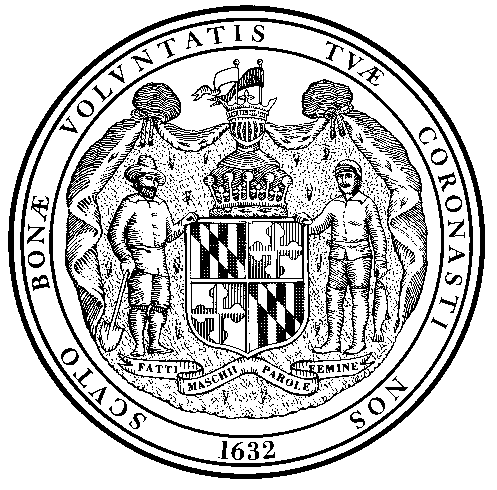 SCVTO BONÆ VOLVNTATIS TVÆ CORONASTI NOS
FATTI MASCHII PAROLE FEMINE
1632